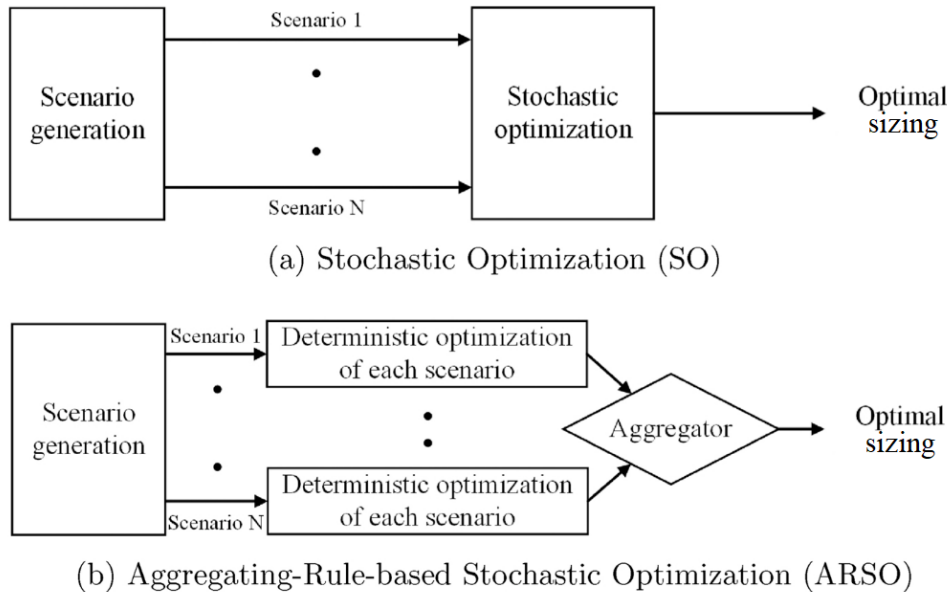 Scenario 1
Scenario
generation
Stochastic
optimization
Optimal
sizing
Scenario N
(a) Stochastic Optimization (SO)
Scenario 1
Deterministic optimization
of each scenario
Scenario
generation
Aggregator
Optimal
sizing
Scenario N
Deterministic optimization
of each scenario
(b) Aggregating-Rule-based Stochastic Optimization (ARSO)